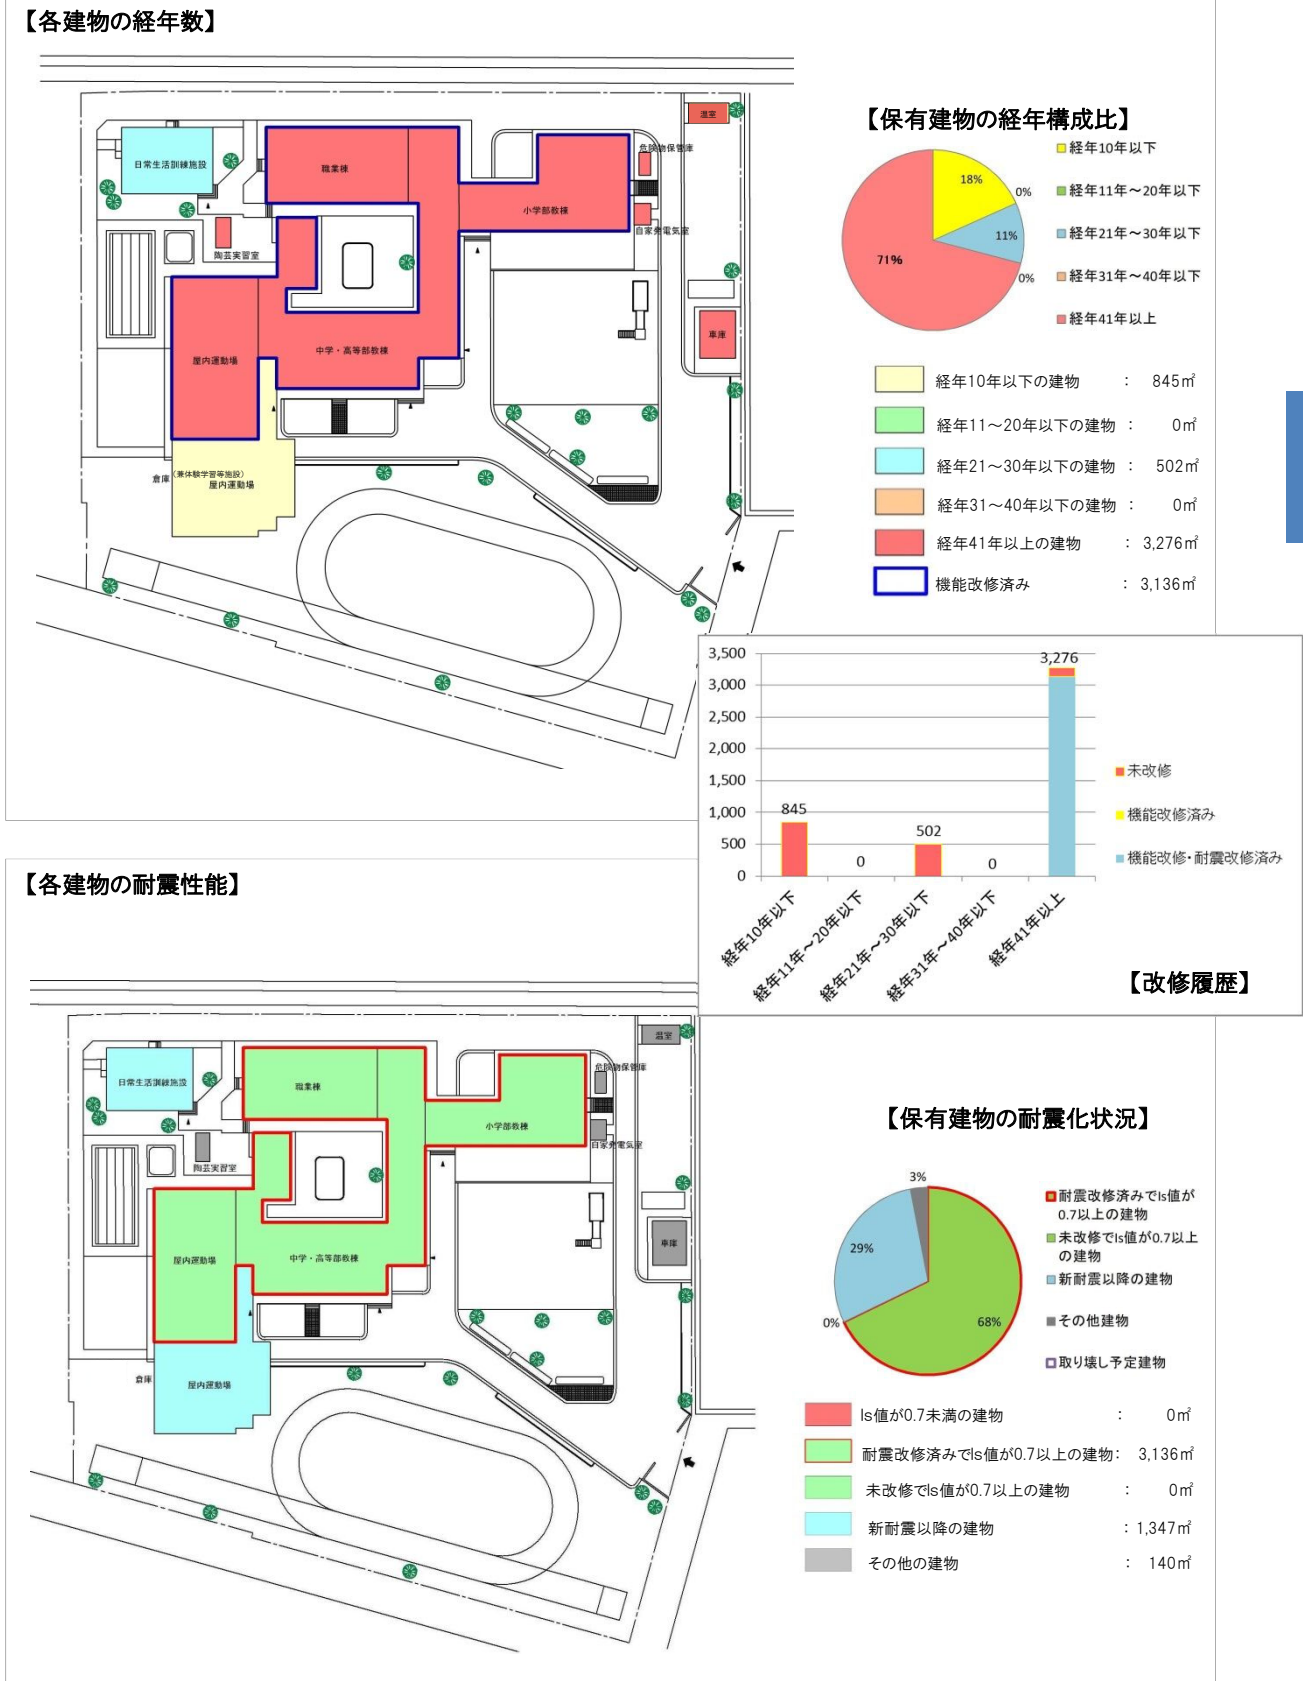 【各建物の経年数】
温室
日常生活訓練施設
職業棟
危険物保管庫
小学部教棟
自家発電気室
陶芸実習室
車庫
屋内運動場
中学・高等部教棟
倉庫
(兼体験学習等施設)
屋内運動場
【保有建物の経年構成比】
18%
0%
11%
0%
71%
経年10年以下
経年11年～20年以下
経年21年～30年以下
経年31年～40年以下
経年41年以上
経年10年以下の建物 : 845㎡
経年11～20年以下の建物 : 0㎡
経年21～30年以下の建物 : 502㎡
経年31～40年以下の建物 : 0㎡
経年41年以上の建物 : 3,276㎡
機能改修済み : 3,136㎡
3,500
3,000
2,500
2,000
1,500
1,000
500
0
845
0
502
0
3,276
経年10年以下
経年11年～20年以下
経年21年～30年以下
経年31年～40年以下
経年41年以上
未改修
機能改修済み
機能改修・耐震改修済み
【改修履歴】
【各建物の耐震性能】
温室
日常生活訓練施設
職業棟
危険物保管庫
小学部教棟
自家発電気室
陶芸実習室
車庫
屋内運動場
中学・高等部教棟
倉庫
屋内運動場
【保有建物の耐震化状況】
3%
29%
0%
68%
耐震改修済みでIs値が
0.7以上の建物
未改修でIs値が0.7以上
の建物
新耐震以降の建物
その他建物
取り壊し予定建物
Is値が0.7未満の建物 : 0㎡
耐震改修済みでIs値が0.7以上の建物: 3,136㎡
未改修でIs値が0.7以上の建物 : 0㎡
新耐震以降の建物 : 1,347㎡
その他の建物 : 140㎡